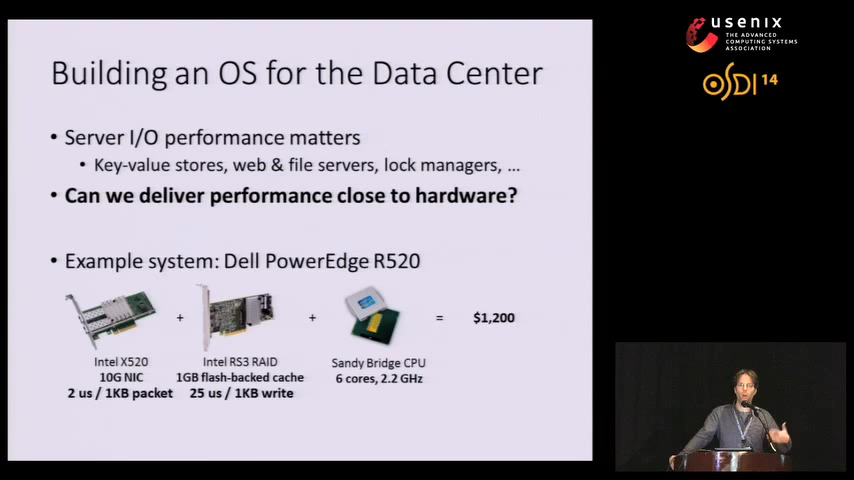 Building an OS for the Data Center
• Server I/O performance matters
• Key-value stores, web & file servers, lock managers, ...
• Can we deliver performance close to hardware?
• Example system: Dell PowerEdge R520
+ + = $1,200
Intel X520
10G NIC
2 us / 1KB packet
Intel RS3 RAID
1GB flash-backed cache
25 us / 1KB write
Sandy Bridge CPU
6 cores, 2.2 GHz
usenix
THE ADVANCED
COMPUTING SYSTEMS
ASSOCIATION
OSDI 14